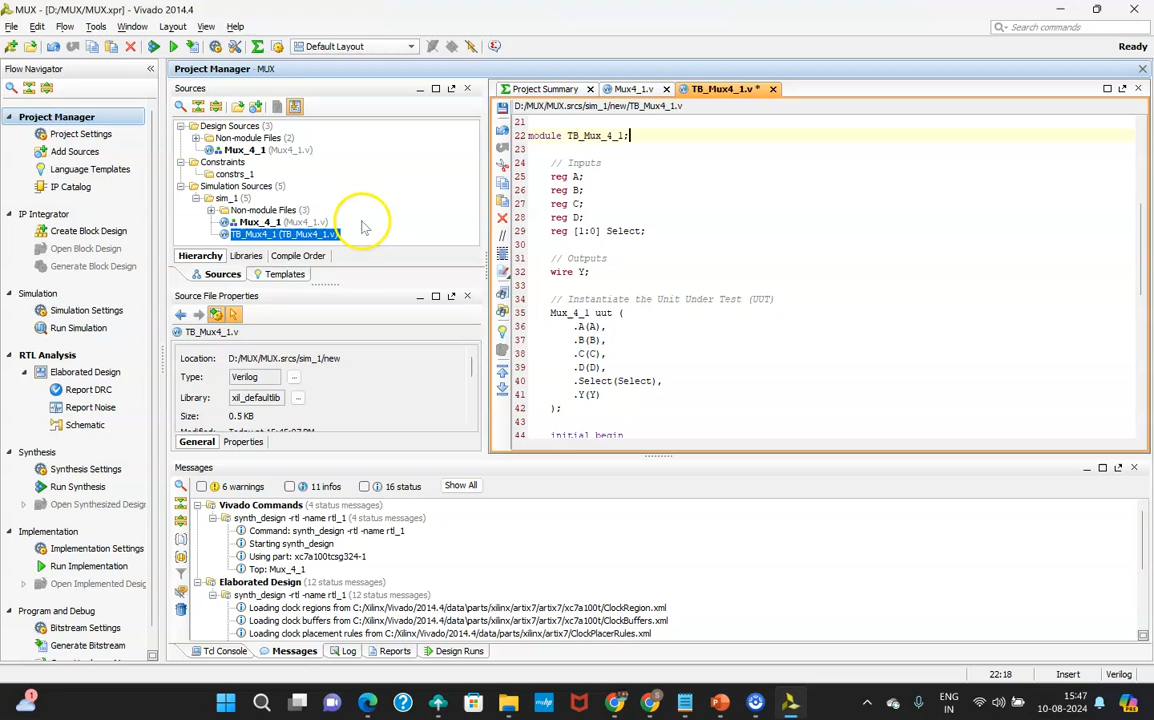 MUX - [D:/MUX/MUX.xpr] - Vivado 2014.4
File Edit Flow Tools Window Layout View Help
Search commands
Default Layout
Ready
Flow Navigator
Project Manager
Project Settings
Add Sources
Language Templates
IP Catalog
IP Integrator
Create Block Design
Open Block Design
Generate Block Design
Simulation
Simulation Settings
Run Simulation
RTL Analysis
Elaborated Design
Report DRC
Report Noise
Schematic
Synthesis
Synthesis Settings
Run Synthesis
Open Synthesized Design
Implementation
Implementation Settings
Run Implementation
Open Implemented Desig
Program and Debug
Bitstream Settings
Generate Bitstream
Project Manager - MUX
Sources
Design Sources (3)
Non-module Files (2)
Mux_4_1 (Mux4_1.v)
Constraints
constrs_1
Simulation Sources (5)
sim_1 (5)
Non-module Files (3)
Mux_4_1 (Mux4_1.v)
TB_Mux4_1 (TB_Mux4_1.v)
Hierarchy Libraries Compile Order
Sources Templates
Source File Properties
TB_Mux4_1.v
Location: D:/MUX/MUX.srcs/sim_1/new
Type: Verilog ...
Library: xil_defaultlib ...
Size: 0.5 KB
General Properties
Project Summary Mux4_1.v TB_Mux4_1.v *
D:/MUX/MUX.srcs/sim_1/new/TB_Mux4_1.v
21
22 module TB_Mux_4_1;
23
24 // Inputs
25 reg A;
26 reg B;
27 reg C;
28 reg D;
29 reg [1:0] Select;
30
31 // Outputs
32 wire Y;
33
34 // Instantiate the Unit Under Test (UUT)
35 Mux_4_1 uut (
36 .A(A),
37 .B(B),
38 .C(C),
39 .D(D),
40 .Select(Select),
41 .Y(Y)
42 );
43
44 initial begin
Messages
6 warnings 11 infos 16 status Show All
Vivado Commands (4 status messages)
synth_design -rtl -name rtl_1 (4 status messages)
Command: synth_design -rtl -name rtl_1
Starting synth_design
Using part: xc7a100tcsg324-1
Top: Mux_4_1
Elaborated Design (12 status messages)
synth_design -rtl -name rtl_1 (12 status messages)
Loading clock regions from C:/Xilinx/Vivado/2014.4/data\parts/xilinx/artix7/artix7/xc7a100t/ClockRegion.xml
Loading clock buffers from C:/Xilinx/Vivado/2014.4/data\parts/xilinx/artix7/artix7/xc7a100t/ClockBuffers.xml
Loading clock placement rules from C:/Xilinx/Vivado/2014.4/data/parts/xilinx/artix7/ClockPlacerRules.xml
Tcl Console Messages Log Reports Design Runs
22:18 Insert Verilog
1
ENG
IN
15:47
10-08-2024